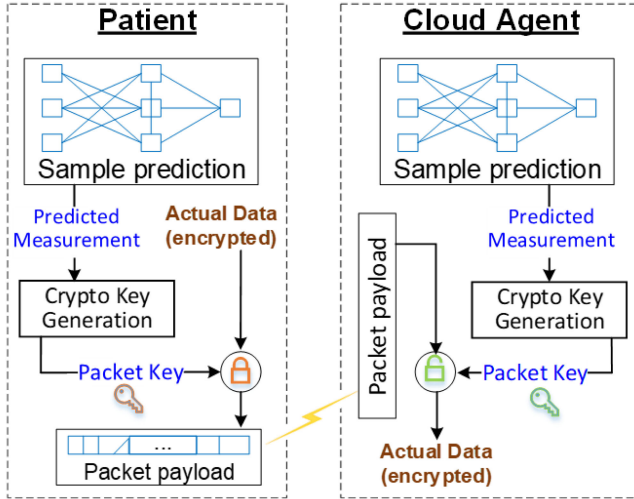 Patient
Sample prediction
Predicted
Measurement
Actual Data
(encrypted)
Crypto Key
Generation
Packet Key
...
Packet payload
Cloud Agent
Sample prediction
Predicted
Measurement
Packet payload
Crypto Key
Generation
Packet Key
Actual Data
(encrypted)